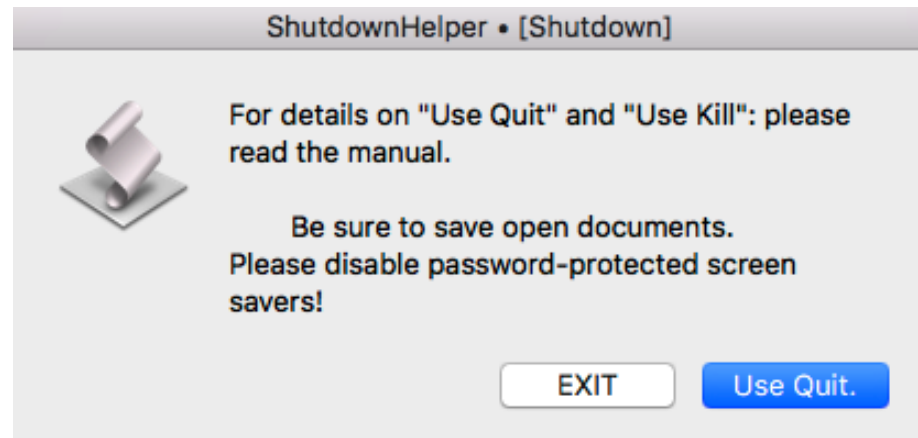 ShutdownHelper • [Shutdown]
For details on "Use Quit" and "Use Kill": please
read the manual.
Be sure to save open documents.
Please disable password-protected screen
savers!
EXIT
Use Quit.